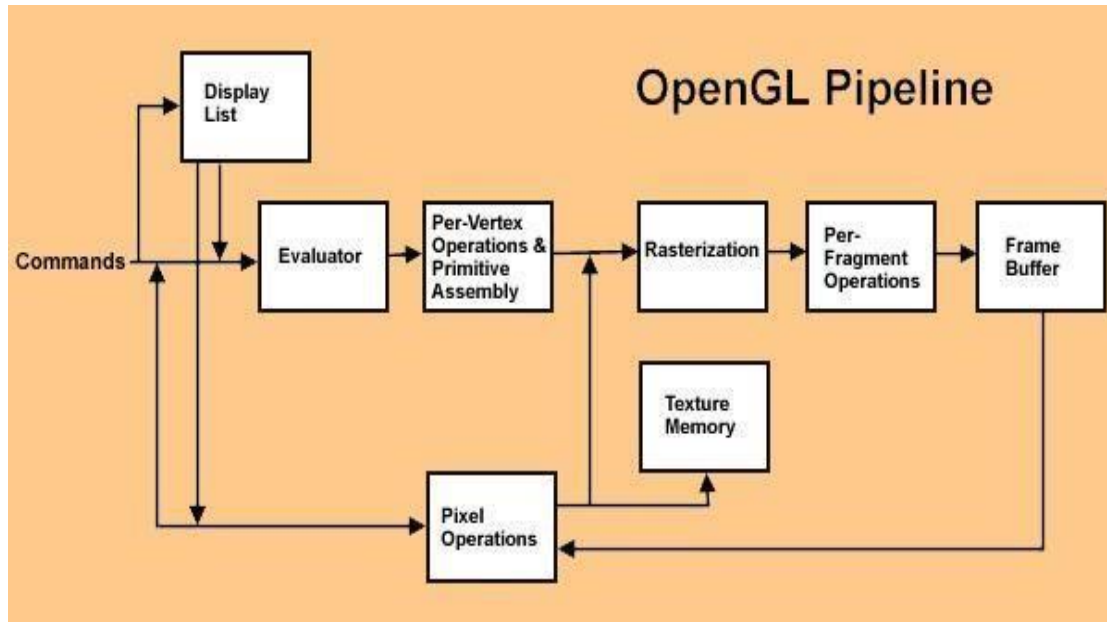 OpenGL Pipeline
Display
List
Commands
Evaluator
Per-Vertex
Operations &
Primitive
Assembly
Rasterization
Per-
Fragment
Operations
Frame
Buffer
Texture
Memory
Pixel
Operations